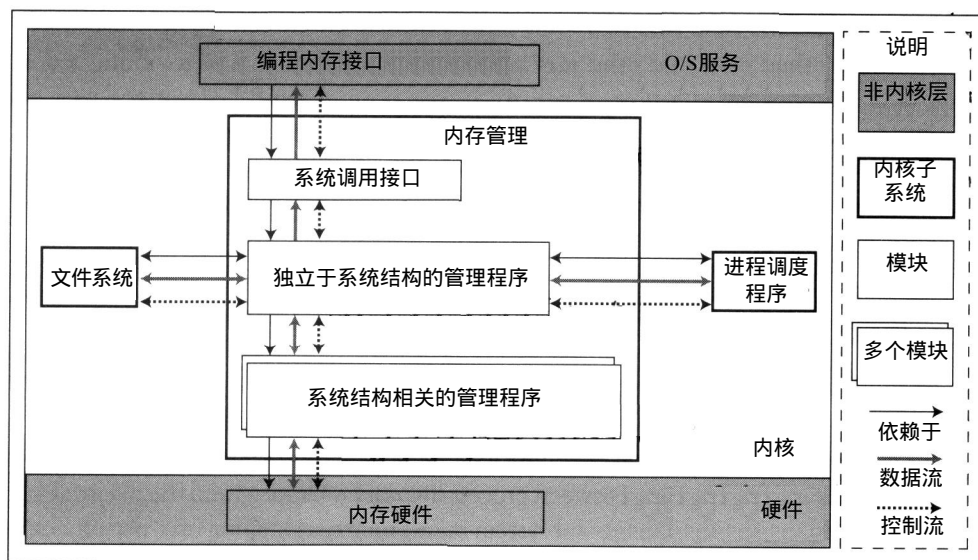 编程内存接口
O/S服务
内存管理
系统调用接口
文件系统
独立于系统结构的管理程序
进程调度
程序
系统结构相关的管理程序
内核
内存硬件
硬件
说明
非内核层
内核子
系统
模块
多个模块
依赖于
数据流
控制流